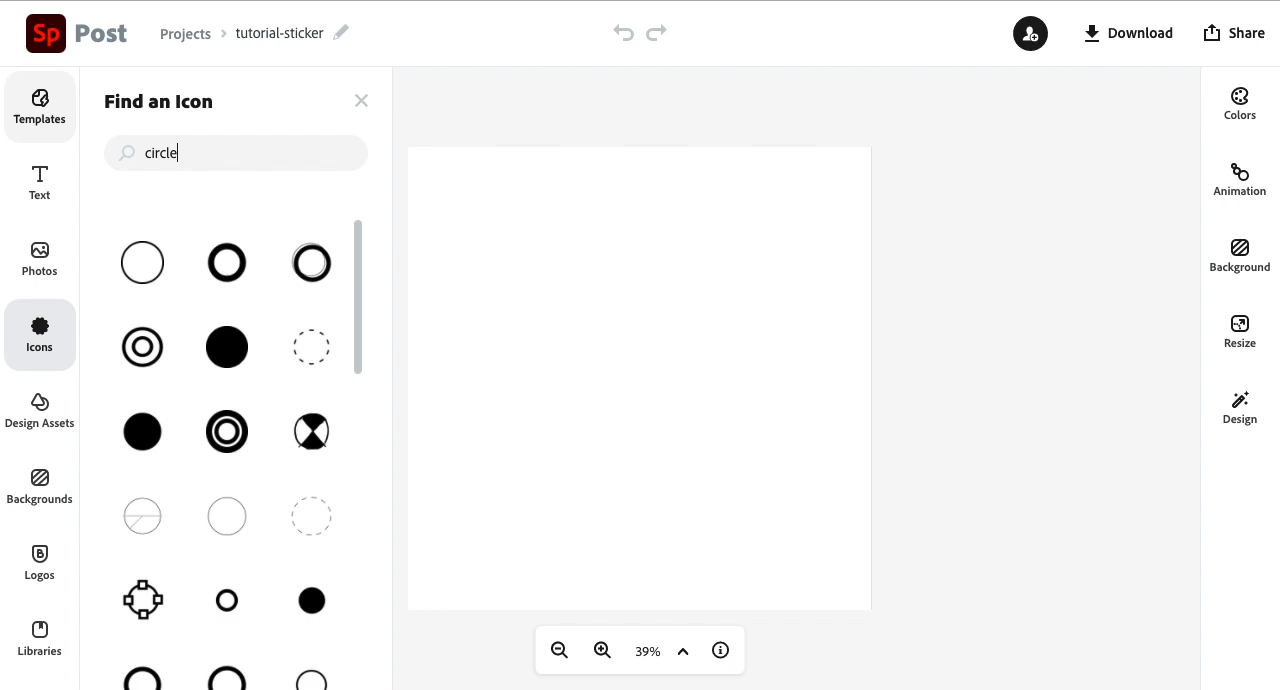 Sp Post
Projects > tutorial-sticker
Download
Share
Templates
Text
Photos
Icons
Design Assets
Backgrounds
Logos
Libraries
Find an Icon
circle
39%
Colors
Animation
Background
Resize
Design